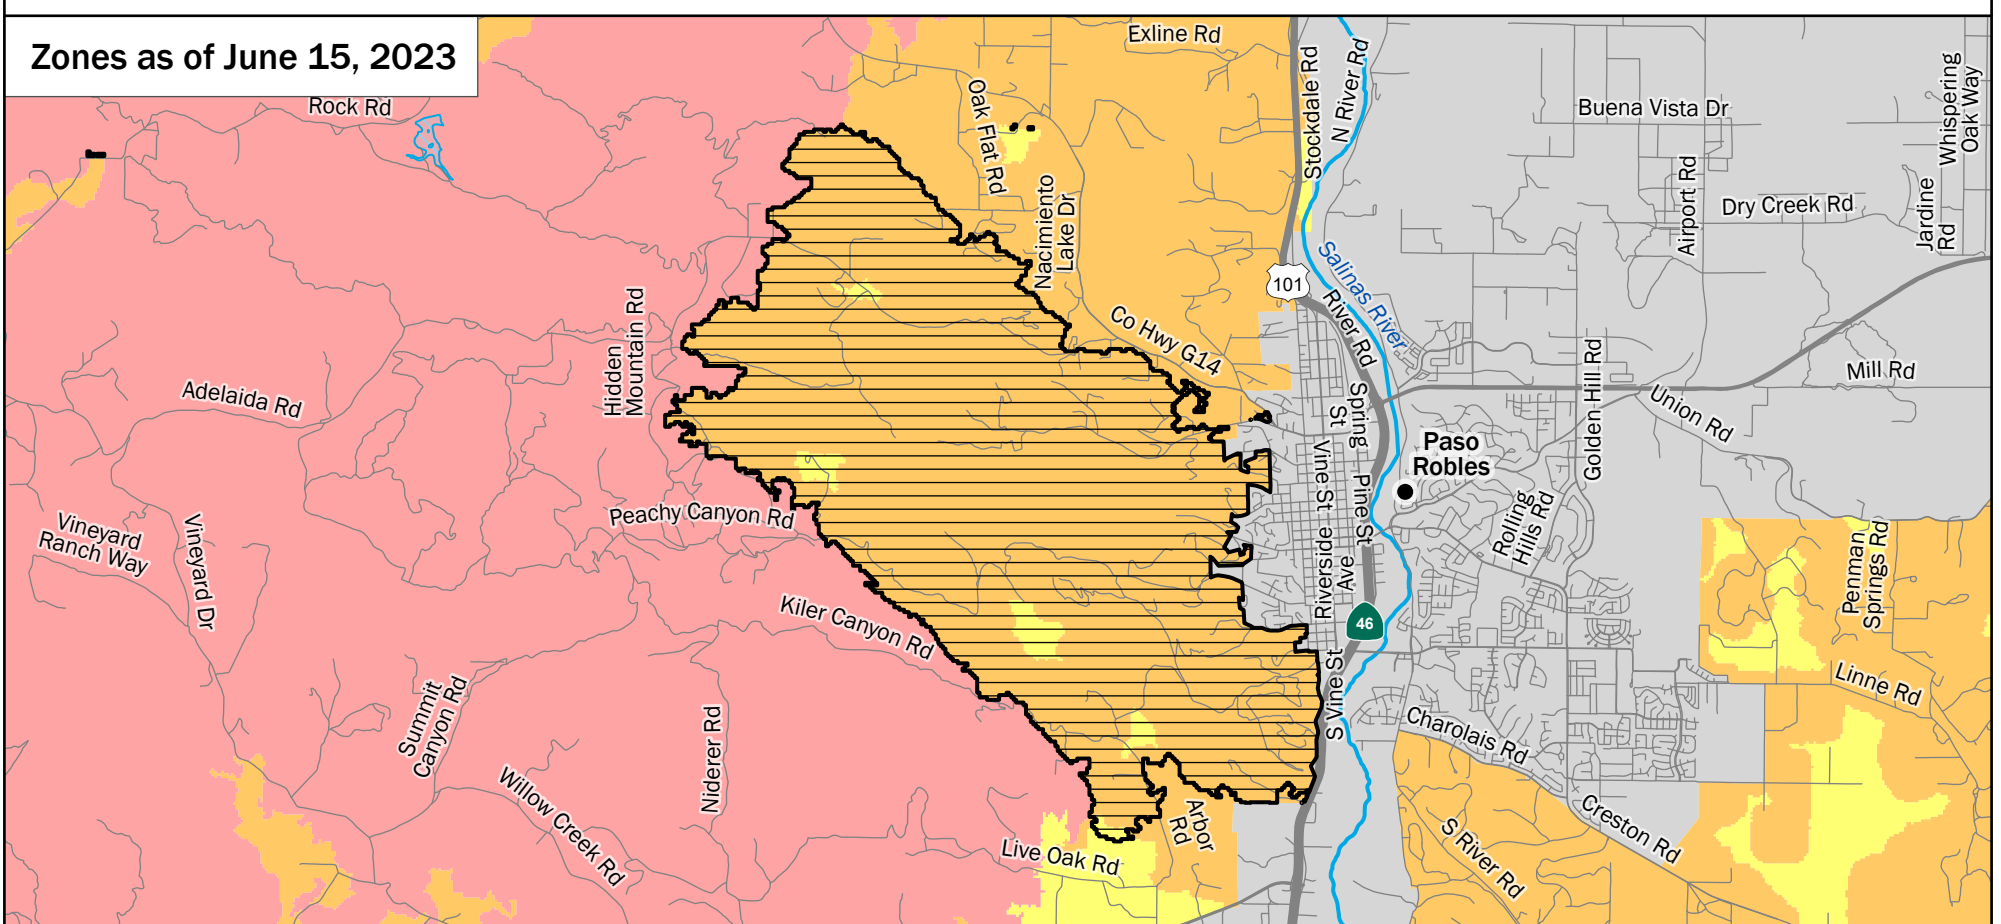 Zones as of June 15, 2023
Exline Rd
Stockdale Rd
N River Rd
Rock Rd
Oak Flat Rd
Buena Vista Dr
Whispering
Oak Way
Nacimiento
Lake Dr
Airport Rd
Dry Creek Rd
Jardine
Rd
Salinas River
101
River Rd
Co Hwy G14
Hidden
Mountain Rd
Adelaida Rd
Golden Hill Rd
Mill Rd
Union Rd
Spring
St
Vine St
Pine St
Paso
Robles
Rolling
Hills Rd
Peachy Canyon Rd
Vineyard
Ranch Way
Vineyard Dr
Riverside
Ave
46
Penman
Springs Rd
Kiler Canyon Rd
S Vine St
Linne Rd
Summit
Canyon Rd
Niderer Rd
Charolais Rd
Willow Creek Rd
Arbor
Rd
Live Oak Rd
Creston Rd
S River Rd